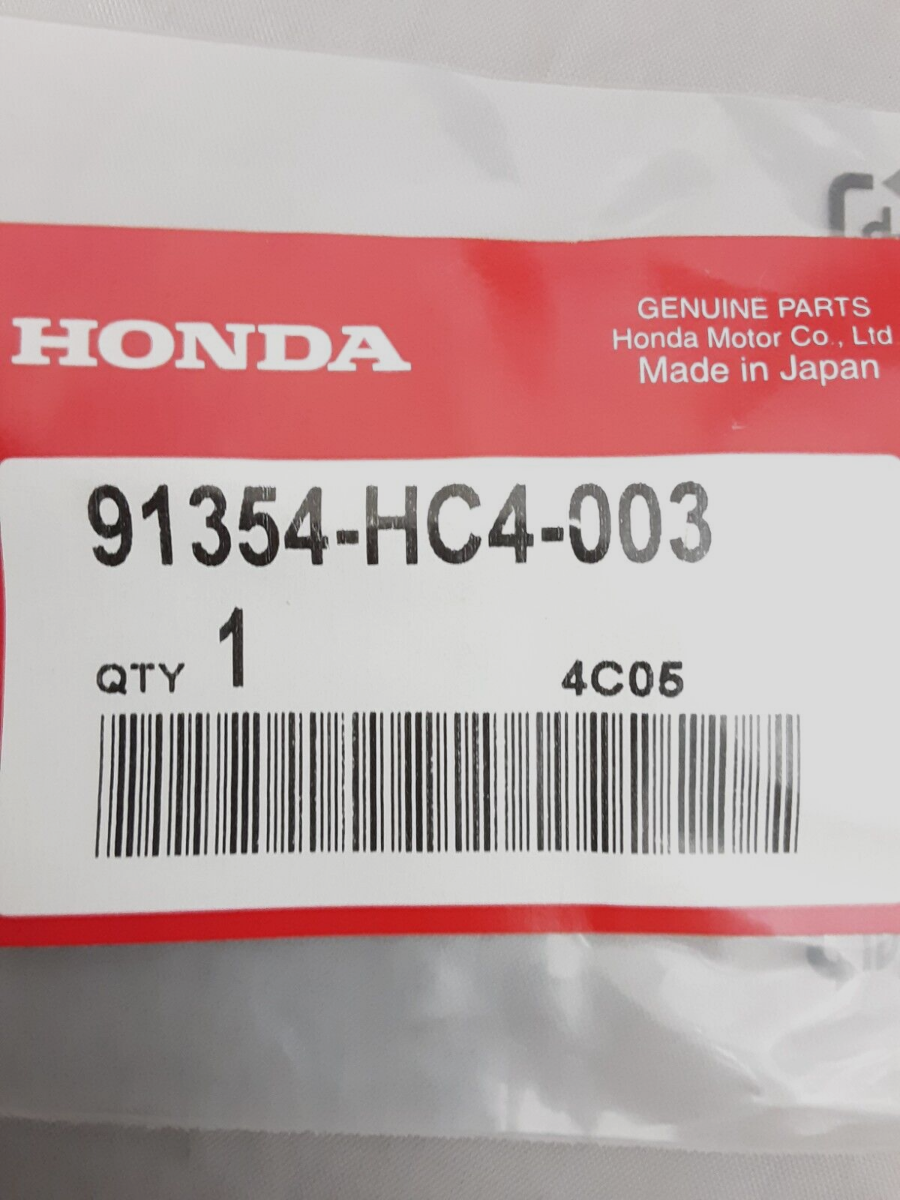 HONDA
GENUINE PARTS
Honda Motor Co., Ltd
Made in Japan
91354-HC4-003
QTY 1
4C05